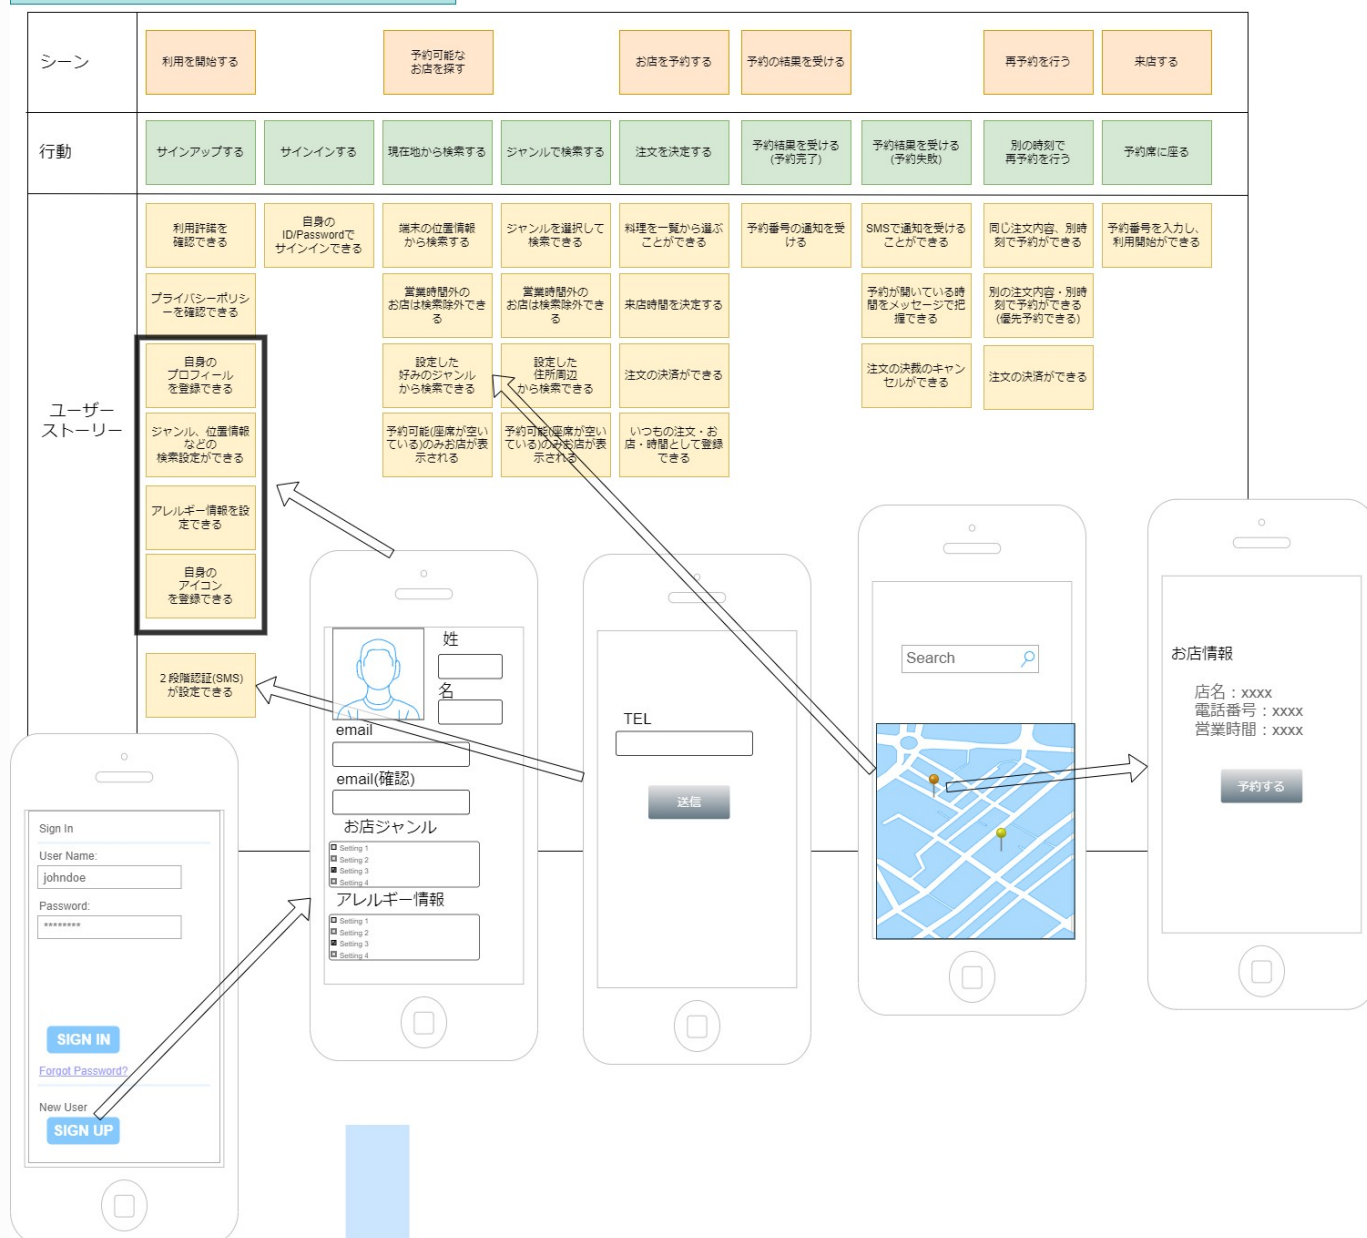 シーン
利用を開始する
予約可能な
お店を探す
お店を予約する
予約の結果を受ける
再予約を行う
来店する
行動
サインアップする
サインインする
現在地から検索する
ジャンルで検索する
注文を決定する
予約結果を受ける
(予約完了)
予約結果を受ける
(予約失敗)
別の時刻で
再予約を行う
予約席に座る
ユーザー
ストーリー
利用許諾を
確認できる
自身の
ID/Passwordで
サインインできる
端末の位置情報
から検索する
ジャンルを選択して
検索できる
料理を一覧から選ぶ
ことができる
予約番号の通知を受
ける
SMSで通知を受ける
ことができる
同じ注文内容、別時
刻で予約ができる
予約番号を入力し、
利用開始ができる
プライバシーポリシ
ーを確認できる
営業時間外の
お店は検索除外でき
る
営業時間外の
お店は検索除外でき
る
来店時間を決定する
予約が開いている時
間をメッセージで把
握できる
別の注文内容・別時
刻で予約ができる
(優先予約できる)
自身の
プロフィール
を登録できる
設定した
好みのジャンル
から検索できる
設定した
住所周辺
から検索できる
注文の決済ができる
注文の決裁のキャン
セルができる
注文の決済ができる
ジャンル、位置情報
などの
検索設定ができる
予約可能(座席が空い
ている)のみお店が表
示される
予約可能(座席が空い
ている)のみお店が表
示される
いつもの注文・お
店・時間として登録
できる
アレルギー情報を設
定できる
自身の
アイコン
を登録できる
２段階認証(SMS)
が設定できる
Sign In
User Name:
johndoe
Password:
********
SIGN IN
Forgot Password?
New User
SIGN UP
姓
名
email
email(確認)
お店ジャンル
Setting 1
Setting 2
Setting 3
Setting 4
アレルギー情報
Setting 1
Setting 2
Setting 3
Setting 4
TEL
送信
Search
お店情報
店名：xxxx
電話番号：xxxx
営業時間：xxxx
予約する